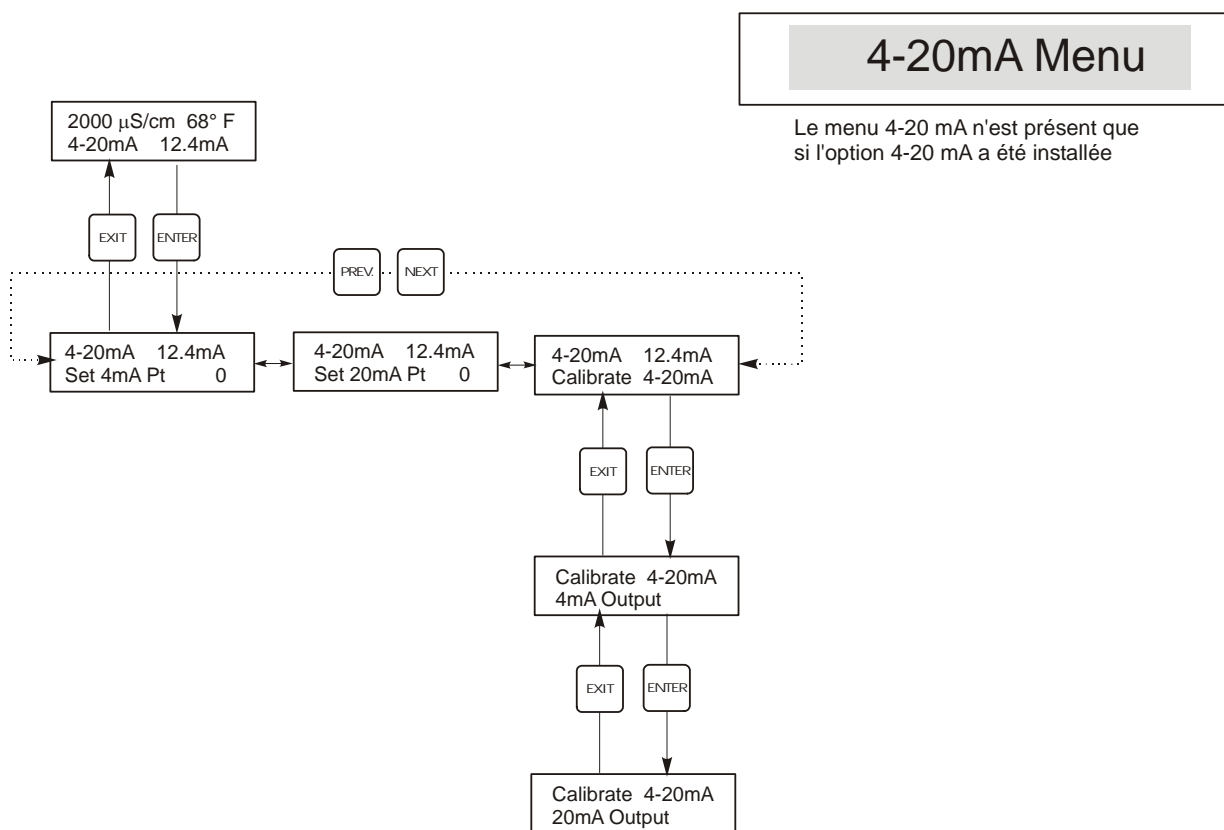 4-20mA Menu
Le menu 4-20 mA n'est présent que
si l'option 4-20 mA a été installée
2000 µS/cm 68° F
4-20mA 12.4mA
EXIT
ENTER
PREV.
NEXT
4-20mA 12.4mA
Set 4mA Pt 0
4-20mA 12.4mA
Set 20mA Pt 0
4-20mA 12.4mA
Calibrate 4-20mA
EXIT
ENTER
Calibrate 4-20mA
4mA Output
EXIT
ENTER
Calibrate 4-20mA
20mA Output